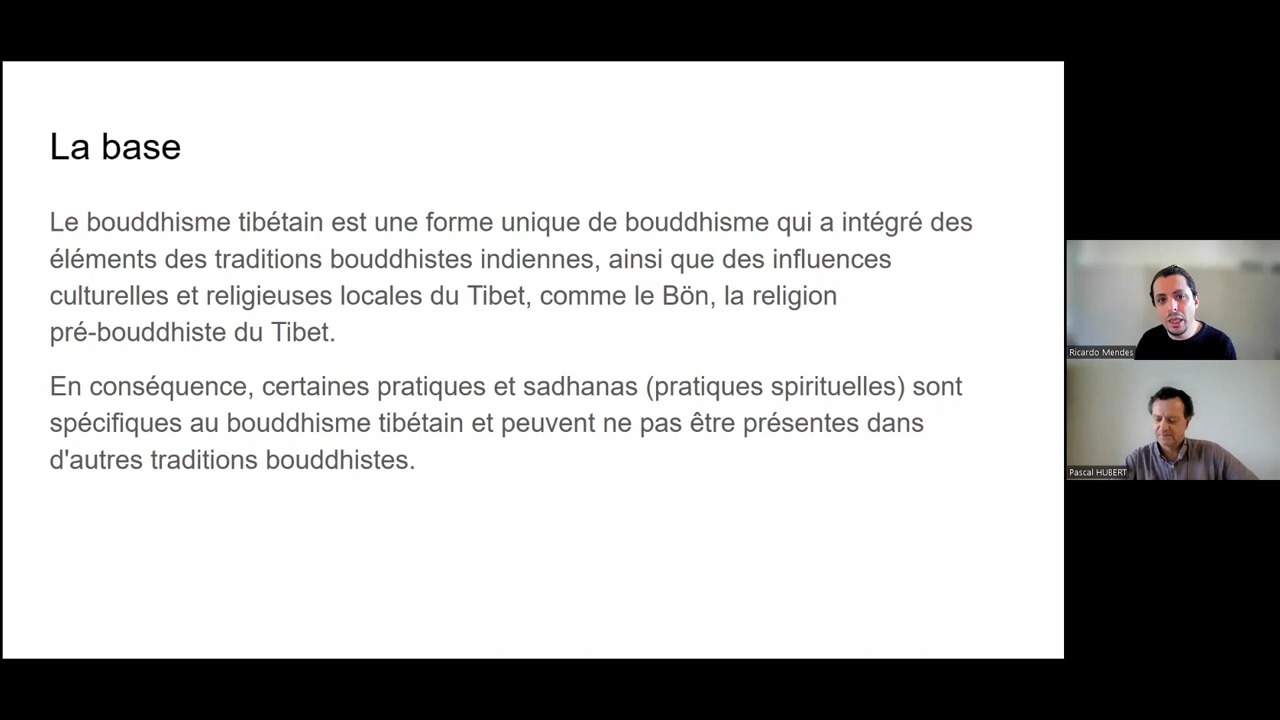 La base
Le bouddhisme tibétain est une forme unique de bouddhisme qui a intégré des
éléments des traditions bouddhistes indiennes, ainsi que des influences
culturelles et religieuses locales du Tibet, comme le Bön, la religion
pré-bouddhiste du Tibet.
En conséquence, certaines pratiques et sadhanas (pratiques spirituelles) sont
spécifiques au bouddhisme tibétain et peuvent ne pas être présentes dans
d'autres traditions bouddhistes.
Ricardo Mendes
Pascal HUBERT